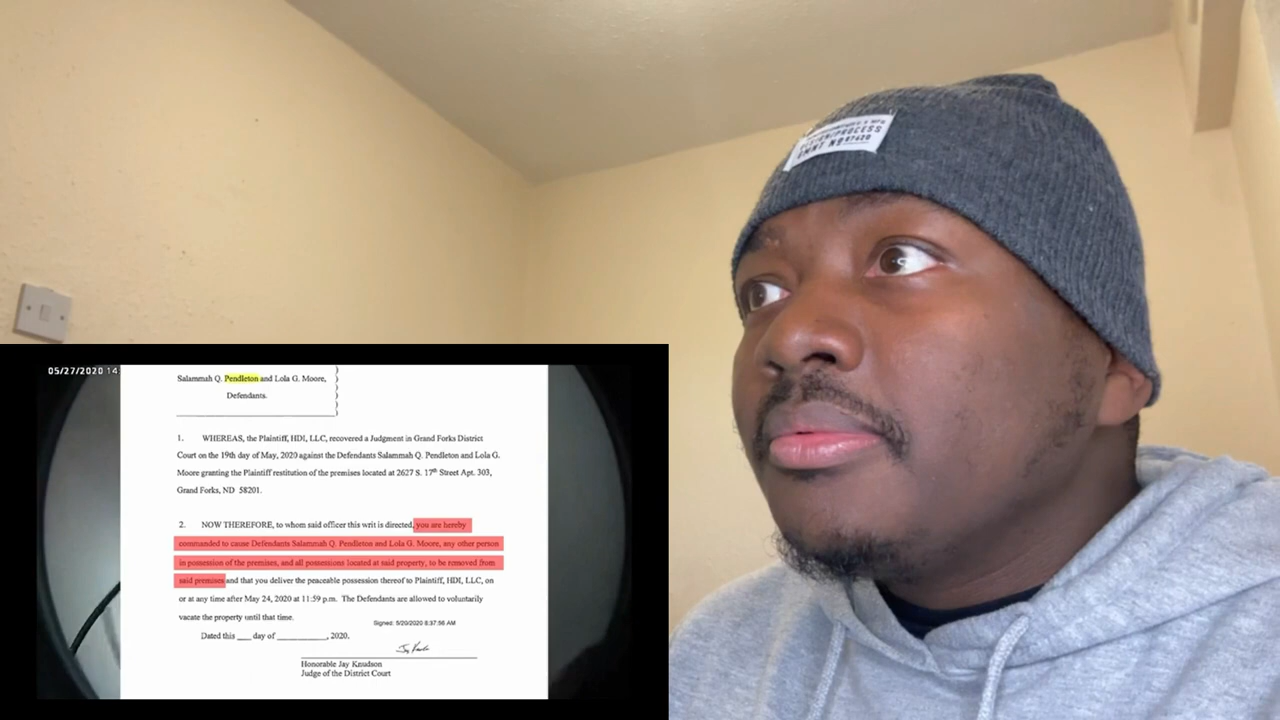 DESIGN/PROCESS
05/27/2020 14:
Salammah Q. Pendleton and Lola G. Moore,
Defendants.
1. WHEREAS, the Plaintiff, HDI, LLC, recovered a Judgment in Grand Forks District
Court on the 19th day of May, 2020 against the Defendants Salammah Q. Pendleton and Lola G.
Moore granting the Plaintiff restitution of the premises located at 2627 S. 17th Street Apt. 303,
Grand Forks, ND 58201.
2. NOW THEREFORE, to whom said officer this writ is directed, you are hereby
commanded to cause Defendants Salammah Q. Pendleton and Lola G. Moore, any other person
in possession of the premises, and all possessions located at said property, to be removed from
said premises and that you deliver the peaceable possession thereof to Plaintiff, HDI, LLC, on
or at any time after May 24, 2020 at 11:59 p.m. The Defendants are allowed to voluntarily
vacate the property until that time.
Signed: 5/20/2020 8:37:56 AM
Dated this ___ day of __________, 2020.
Honorable Jay Knudson
Judge of the District Court